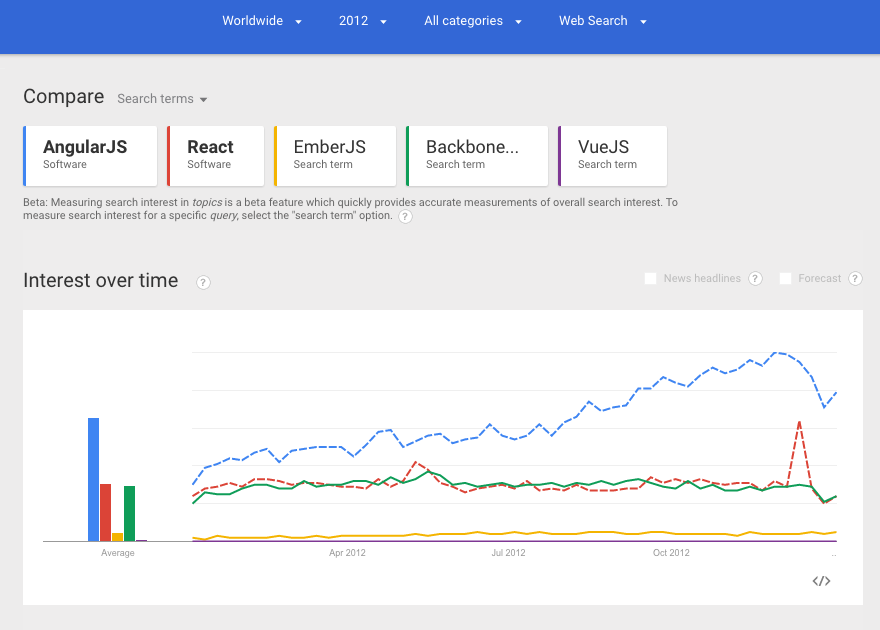 Worldwide 2012 All categories Web Search
Compare Search terms
AngularJS React EmberJS Backbone... VueJS
Software Software Search term Search term Search term
Beta: Measuring search interest in topics is a beta feature which quickly provides accurate measurements of overall search interest. To
measure search interest for a specific query, select the "search term" option. ?
Interest over time ? News headlines ? Forecast ?
Average Apr 2012 Jul 2012 Oct 2012 ..
</>